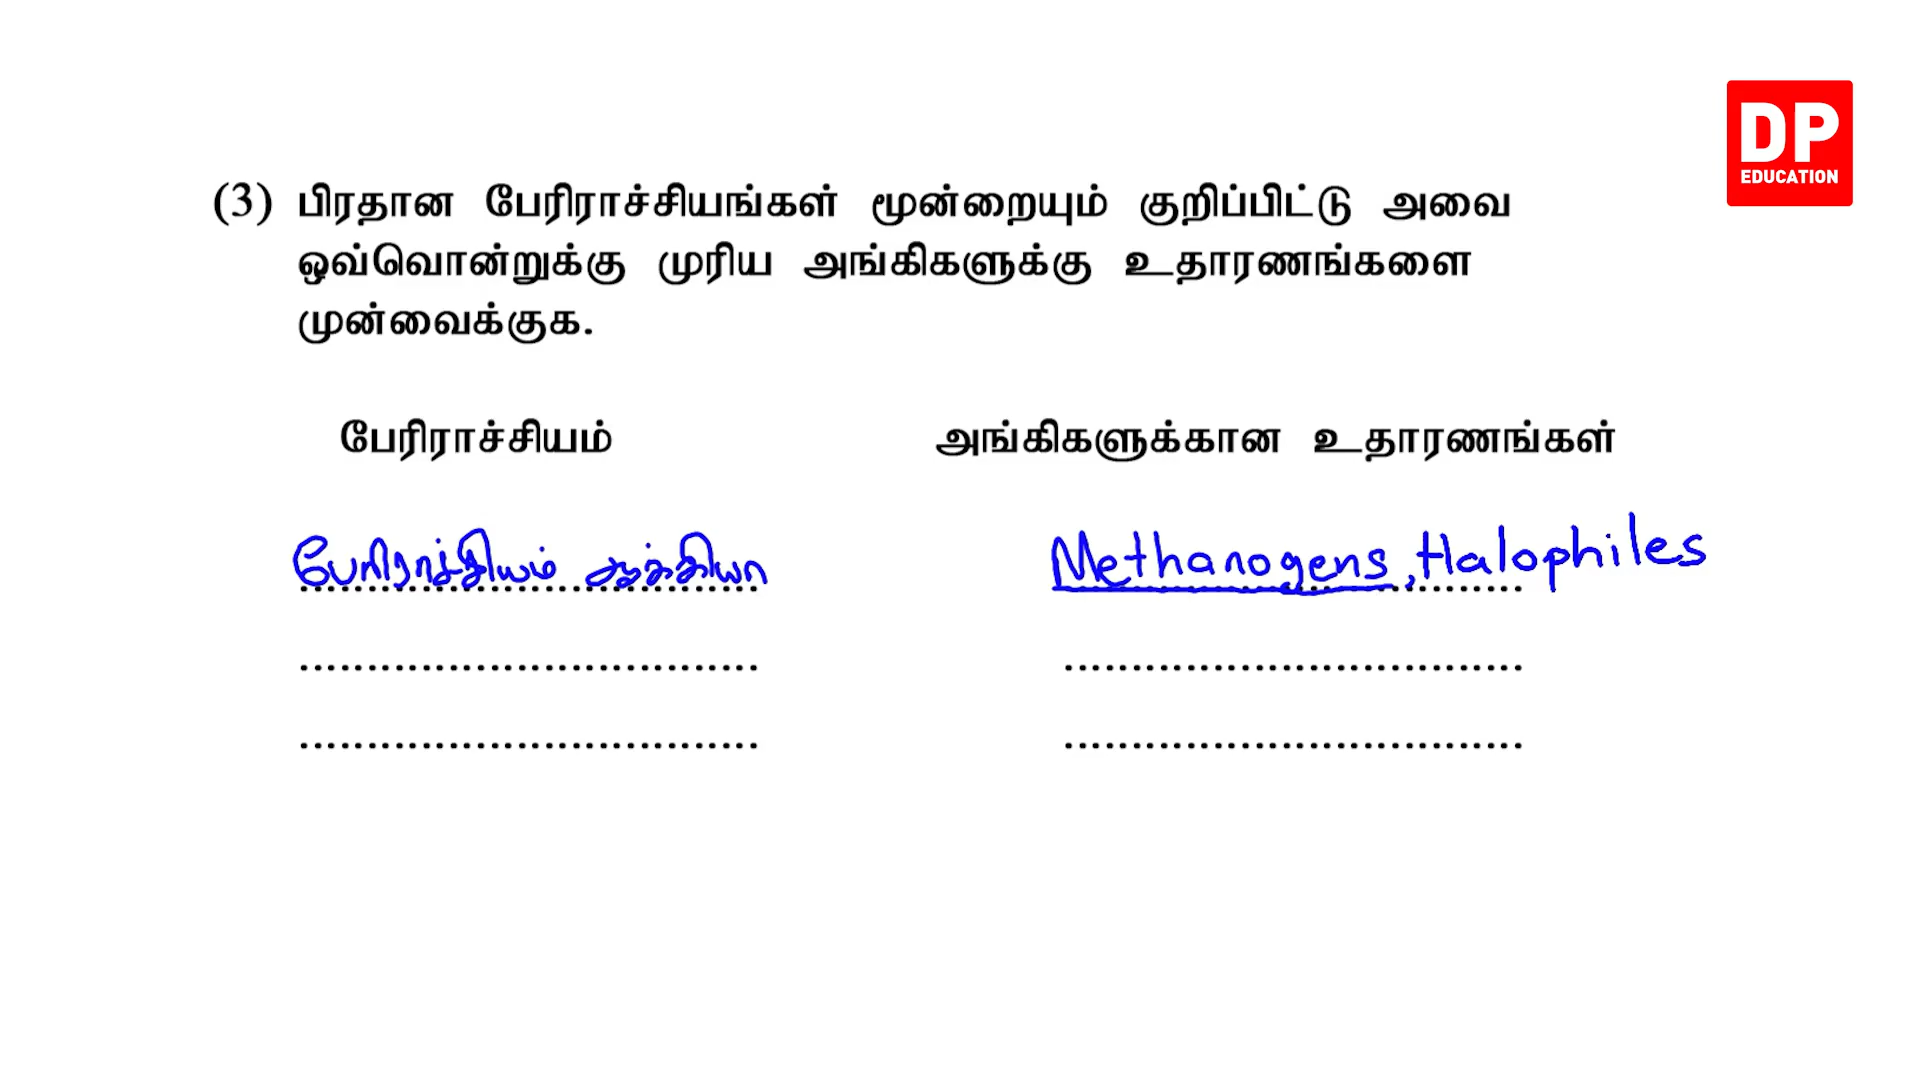 DP
EDUCATION
(3) பிரதான பேரிராச்சியங்கள் மூன்றையும் குறிப்பிட்டு அவை
ஒவ்வொன்றுக்கு முரிய அங்கிகளுக்கு உதாரணங்களை
முன்வைக்குக.
பேரிராச்சியம் அங்கிகளுக்கான உதாரணங்கள்
பேரிராச்சியம் ஆக்கியா Methanogens, Halophiles